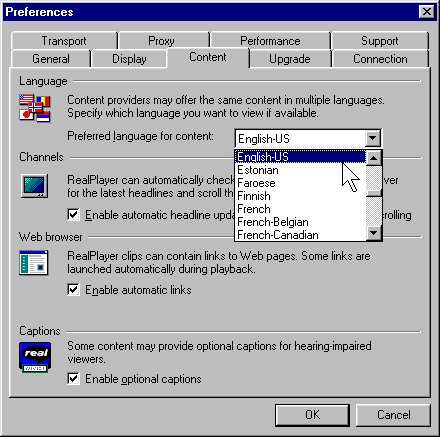 Preferences
Transport Proxy Performance Support
General Display Content Upgrade Connection
Language
Content providers may offer the same content in multiple languages.
Specify which language you want to view if available.
Preferred language for content: English-US
English-US
Estonian
Faroese
Finnish
French
French-Belgian
French-Canadian
Channels
RealPlayer can automatically check ver
for the latest headlines and scroll th
Enable automatic headline upda rolling
Web browser
RealPlayer clips can contain links to Web pages. Some links are
launched automatically during playback.
Enable automatic links
Captions
real
Some content may provide optional captions for hearing-impaired
viewers.
Enable optional captions
OK Cancel